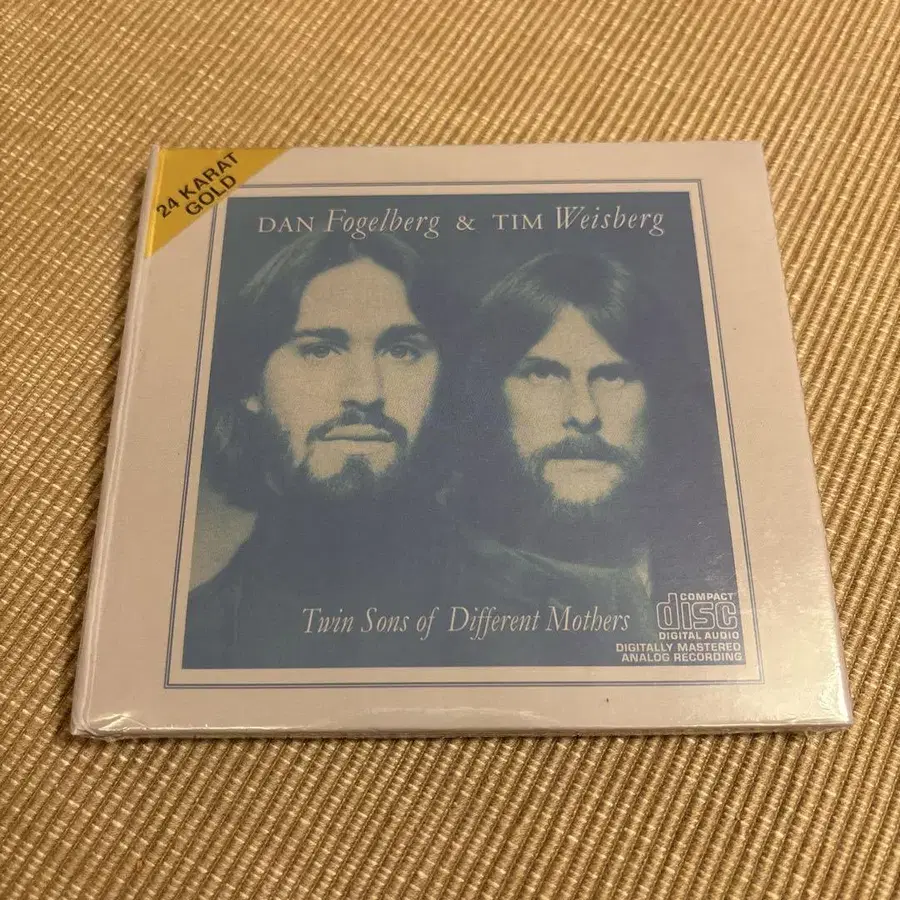 24 KARAT
GOLD
DAN Fogelberg & TIM Weisberg
Twin Sons of Different Mothers
COMPACT
disc
DIGITAL AUDIO
DIGITALLY MASTERED
ANALOG RECORDING